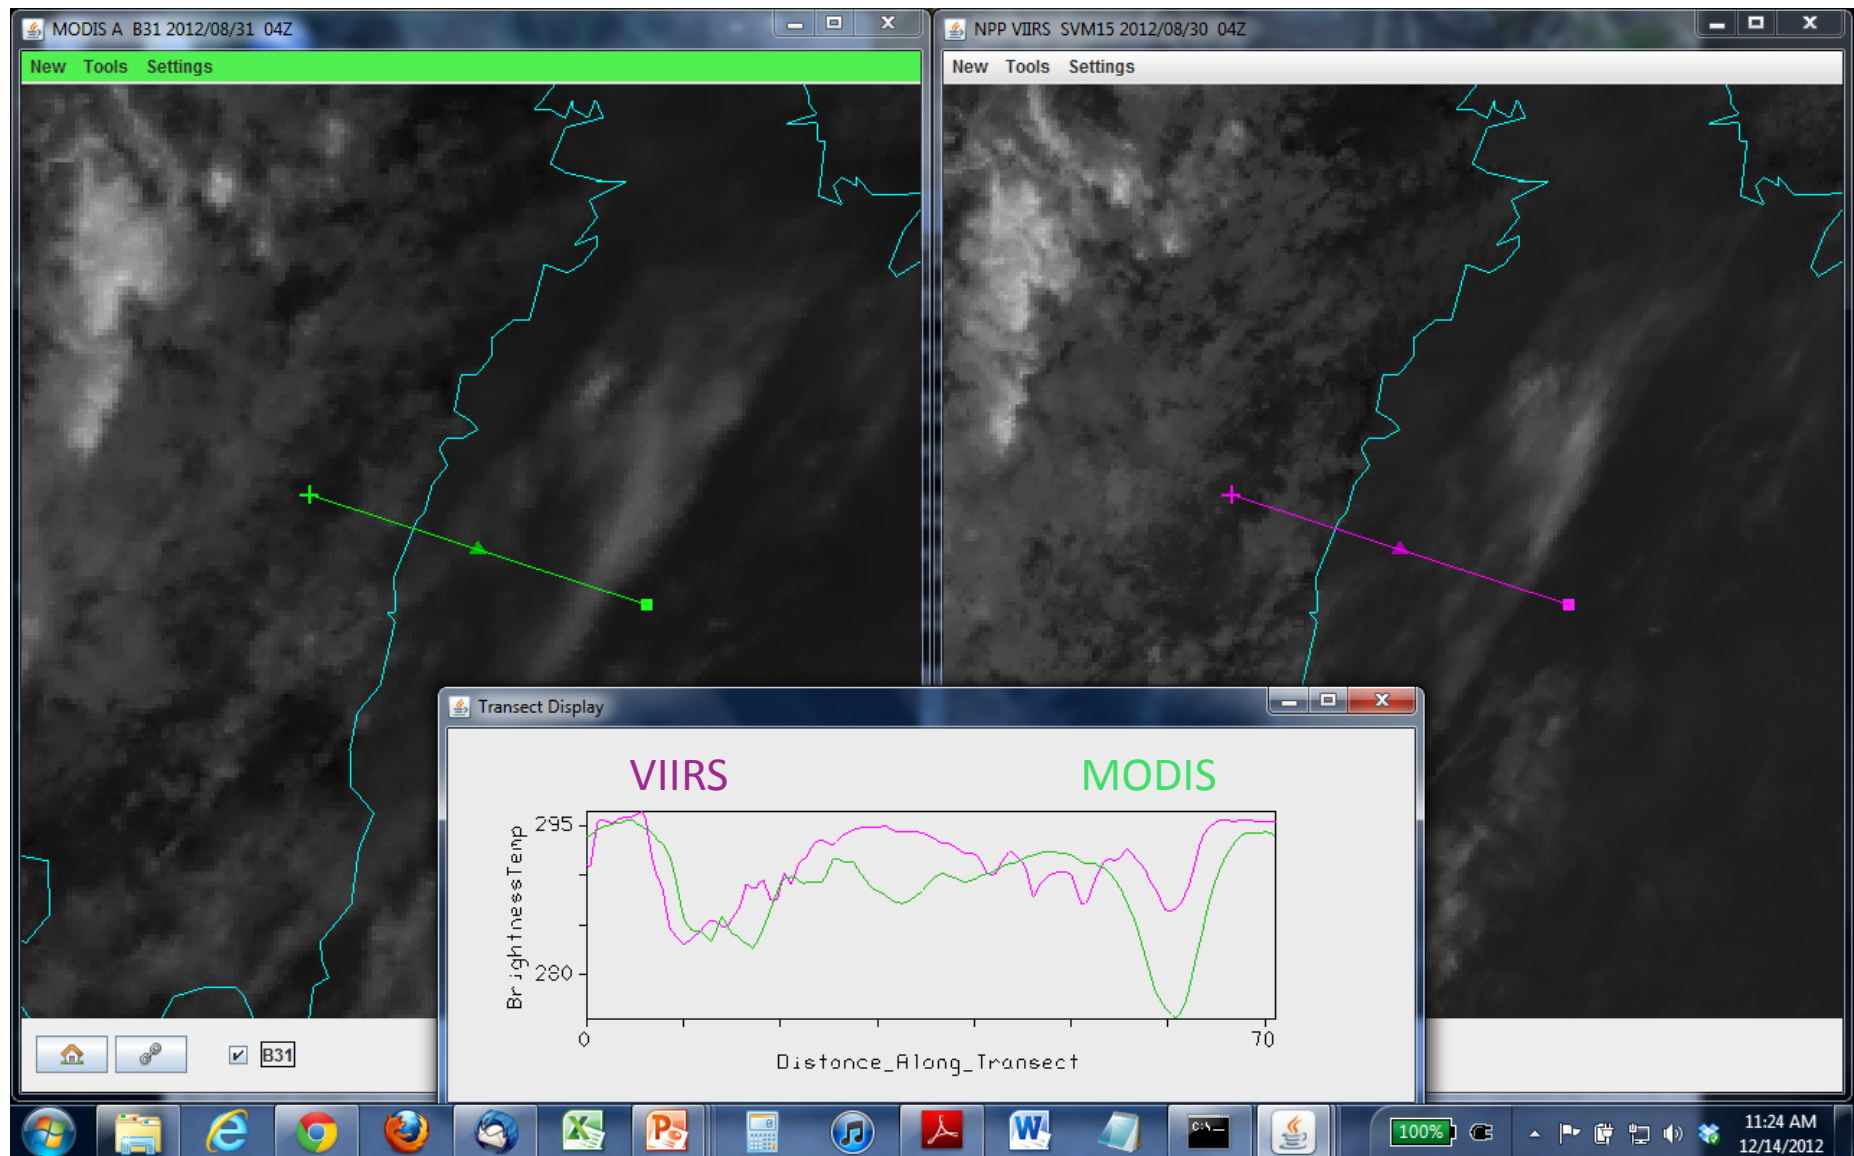 MODIS A B31 2012/08/31 04Z
New Tools Settings
NPP VIIRS SVM15 2012/08/30 04Z
New Tools Settings
B31
Transect Display
VIIRS MODIS
BrightnessTemp
295
280
0 70
Distance_Along_Transect
100%
11:24 AM
12/14/2012